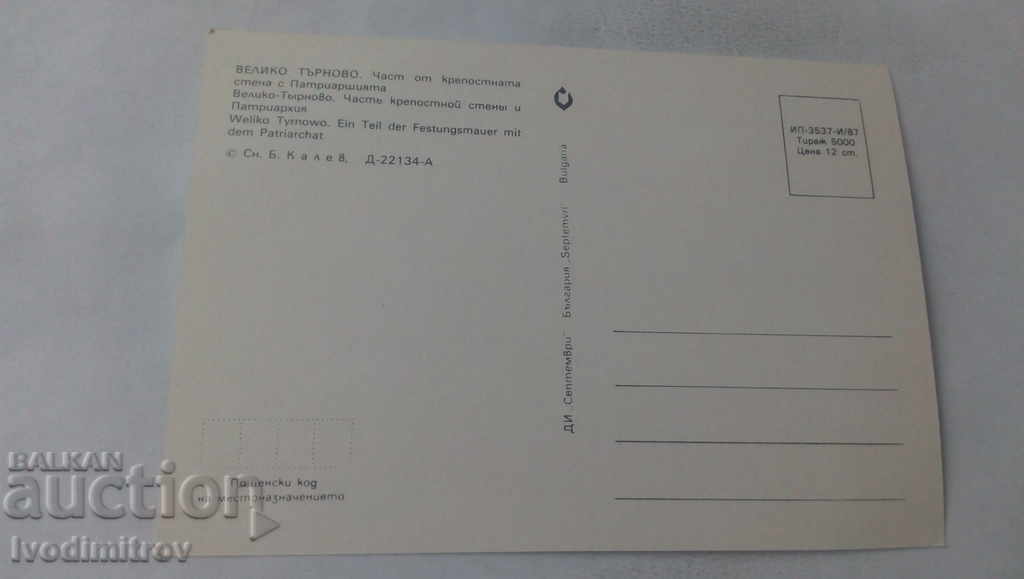 ВЕЛИКО ТЪРНОВО. Част от крепостната
стена с Патриаршията
Велико-Тырново. Часть крепостной стены и
Патриархия
Weliko Tyrnowo. Ein Teil der Festungsmauer mit
dem Patriarchat
© Сн. Б. Калев, Д-22134-А
ДИ „Септември" България „Septemvri" Bulgaria
ИП-3537-И/87
Тираж 5000
Цена 12 ст.
Пощенски код
на местоназначението
BALKAN
auction
Ivodimitrov